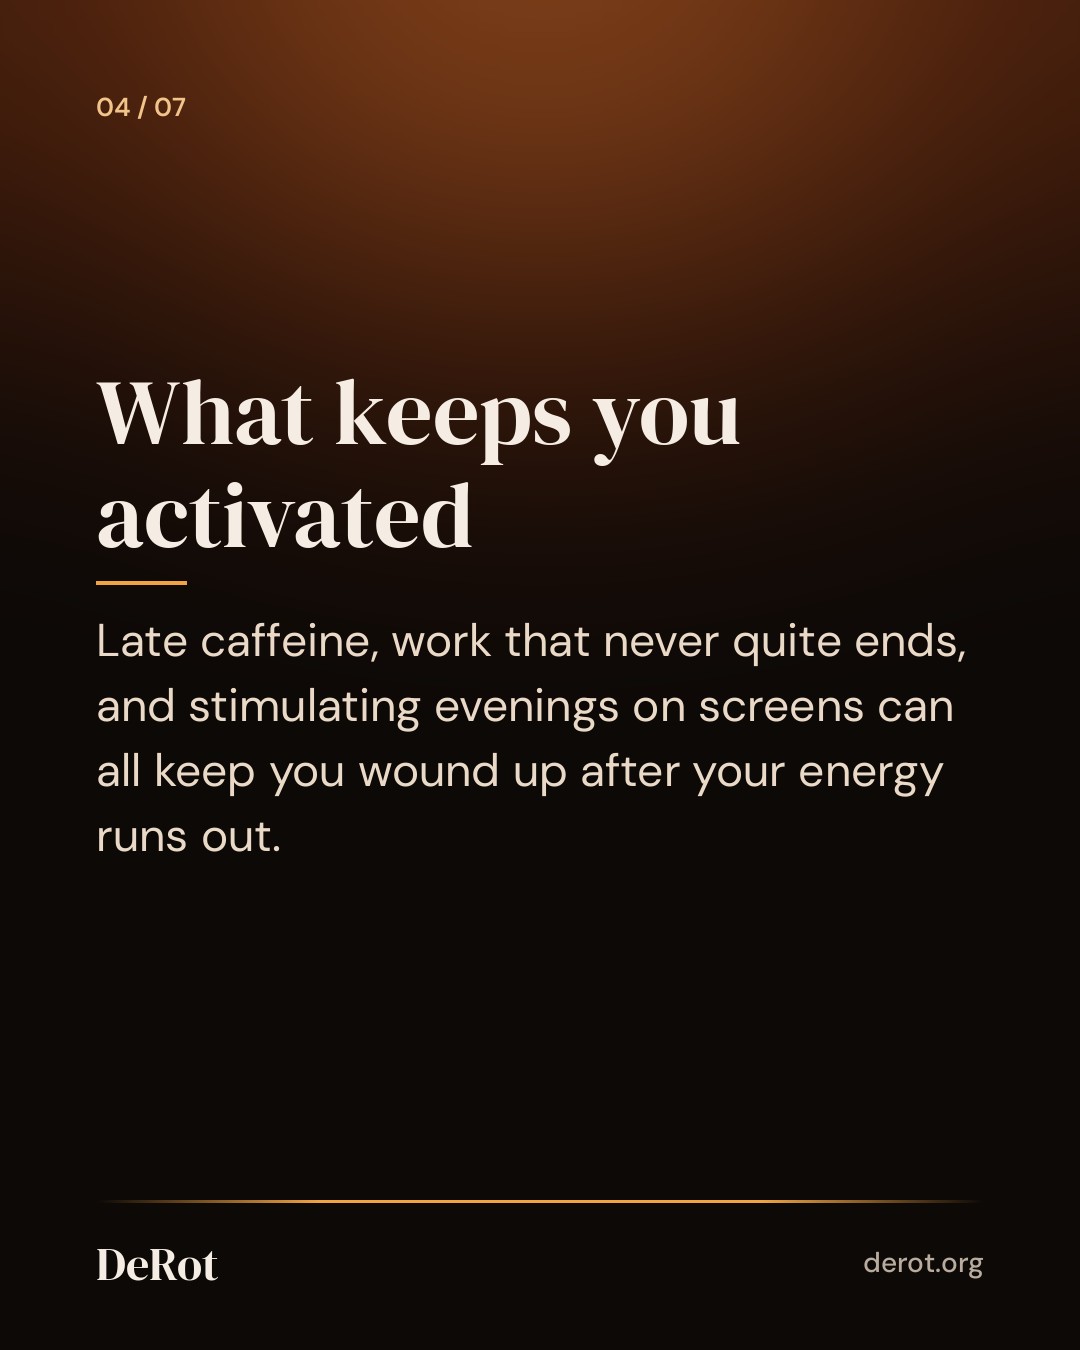 04 / 07
What keeps you
activated
Late caffeine, work that never quite ends,
and stimulating evenings on screens can
all keep you wound up after your energy
runs out.
DeRot
derot.org